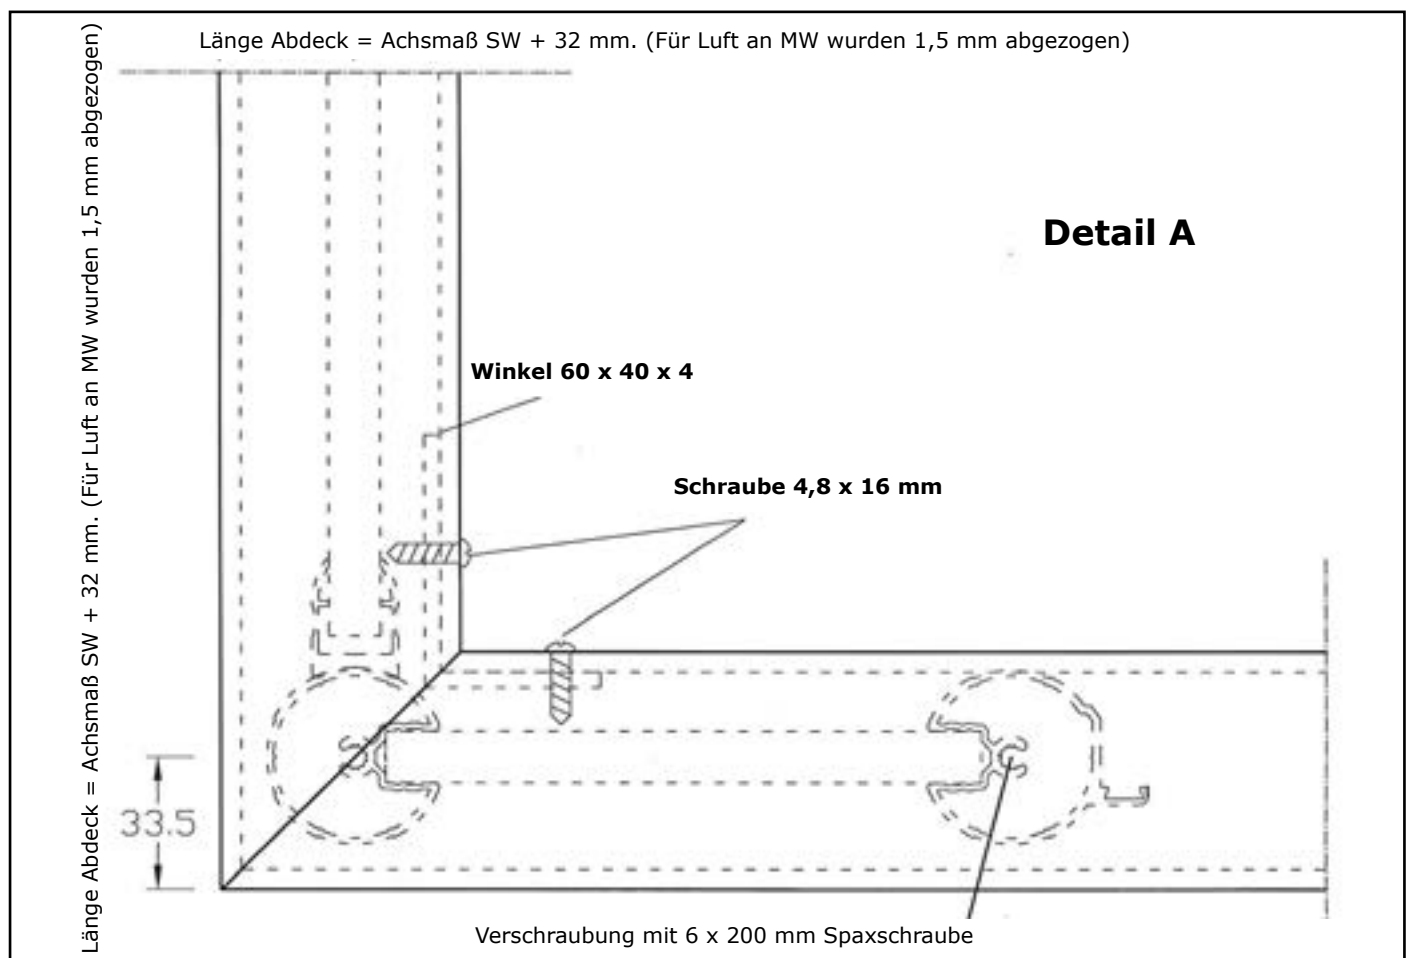 Länge Abdeck = Achsmaß SW + 32 mm. (Für Luft an MW wurden 1,5 mm abgezogen)
Länge Abdeck = Achsmaß SW + 32 mm. (Für Luft an MW wurden 1,5 mm abgezogen)
Detail A
Winkel 60 x 40 x 4
Schraube 4,8 x 16 mm
33.5
Verschraubung mit 6 x 200 mm Spaxschraube